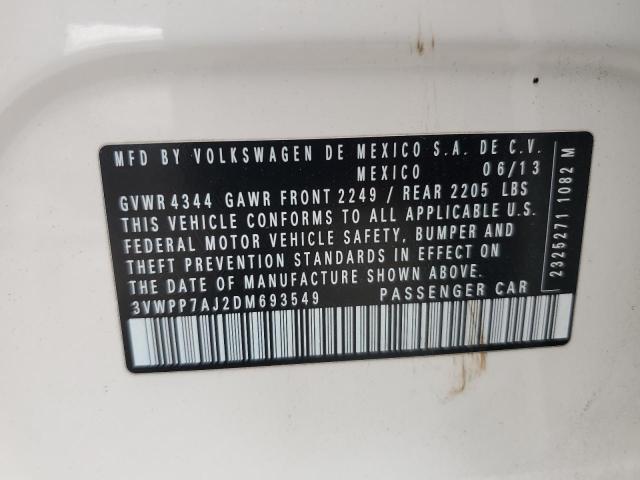 MFD BY VOLKSWAGEN DE MEXICO S.A. DE C.V.
MEXICO 06/13
GVWR 4344 GAWR FRONT 2249 / REAR 2205 LBS
THIS VEHICLE CONFORMS TO ALL APPLICABLE U.S.
FEDERAL MOTOR VEHICLE SAFETY, BUMPER AND
THEFT PREVENTION STANDARDS IN EFFECT ON
THE DATE OF MANUFACTURE SHOWN ABOVE.
3VWPP7AJ2DM693549 PASSENGER CAR
2325271 1082 M